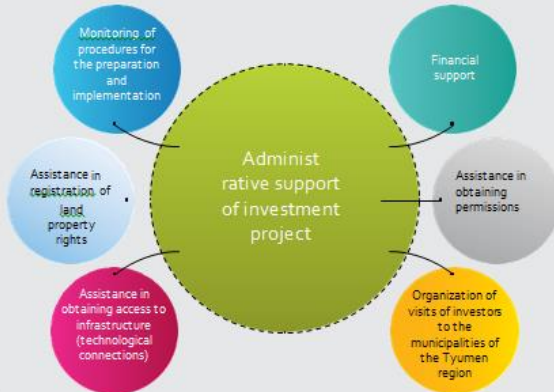 Monitoring of
procedures for
the preparation
and
implementation
Financial
support
Administ
rative support
of investment
project
Assistance in
registration of
land
property
rights
Assistance in
obtaining
permissions
Assistance in
obtaining access to
infrastructure
(technological
connections)
Organization of
visits of investors
to the
municipalities of
the Tyumen
region